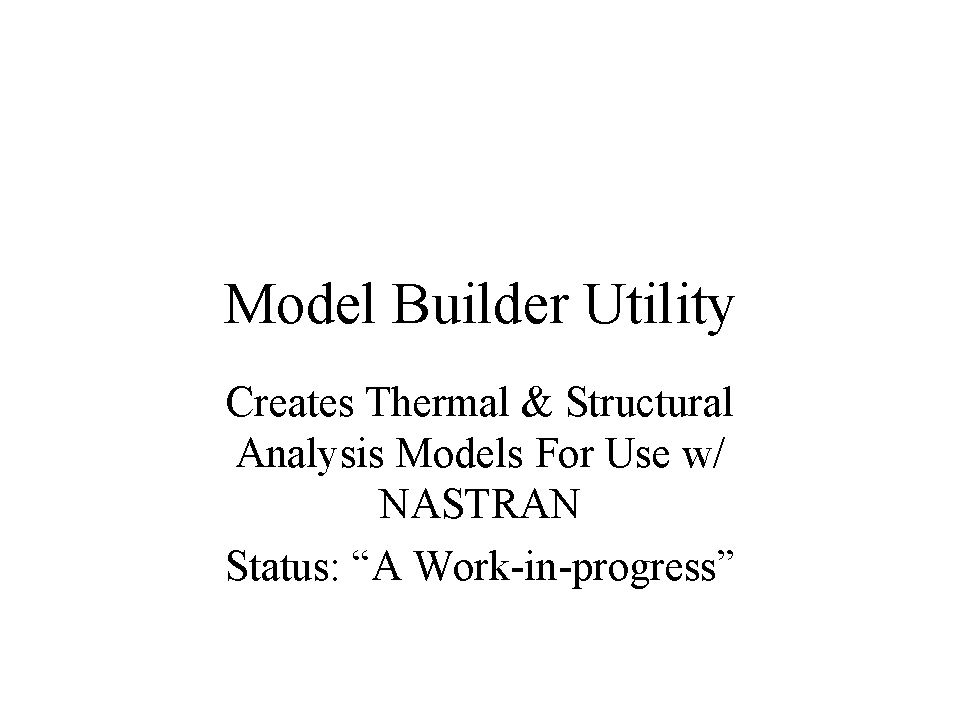 Model Builder Utility
Creates Thermal & Structural
Analysis Models For Use w/
NASTRAN
Status: “A Work-in-progress”